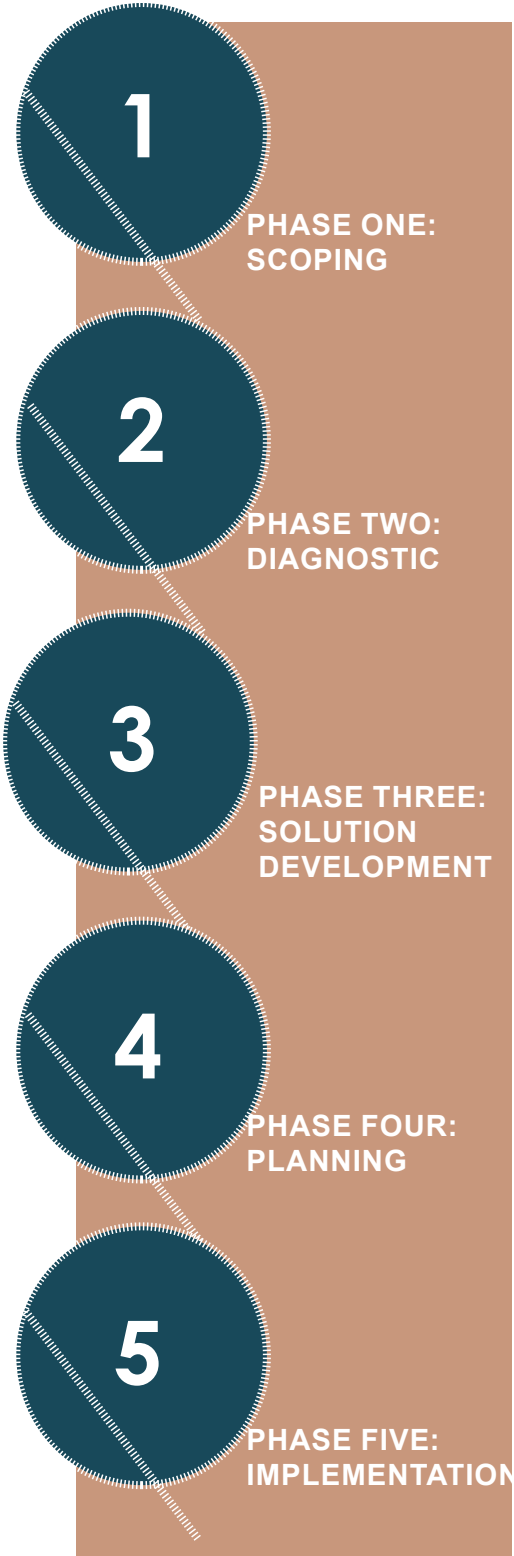 1
PHASE ONE:
SCOPING
2
PHASE TWO:
DIAGNOSTIC
3
PHASE THREE:
SOLUTION
DEVELOPMENT
4
PHASE FOUR:
PLANNING
5
PHASE FIVE:
IMPLEMENTATION